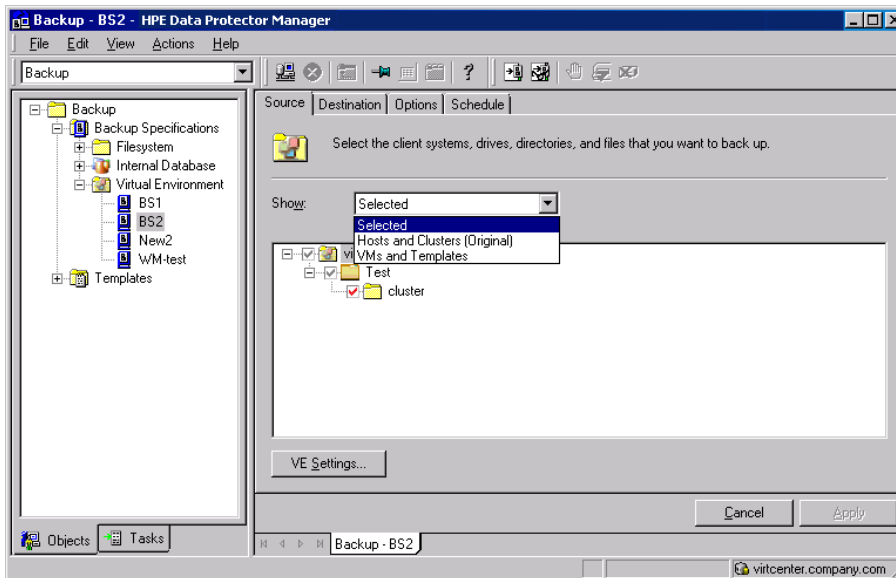 Backup - BS2 - HPE Data Protector Manager
File Edit View Actions Help
Backup
Backup
Backup Specifications
Filesystem
Internal Database
Virtual Environment
BS1
BS2
New2
WM-test
Templates
Objects Tasks
Source Destination Options Schedule
Select the client systems, drives, directories, and files that you want to back up.
Show: Selected
Selected
Hosts and Clusters (Original)
VMs and Templates
Test
cluster
VE Settings...
Cancel Apply
Backup - BS2
virtcenter.company.com